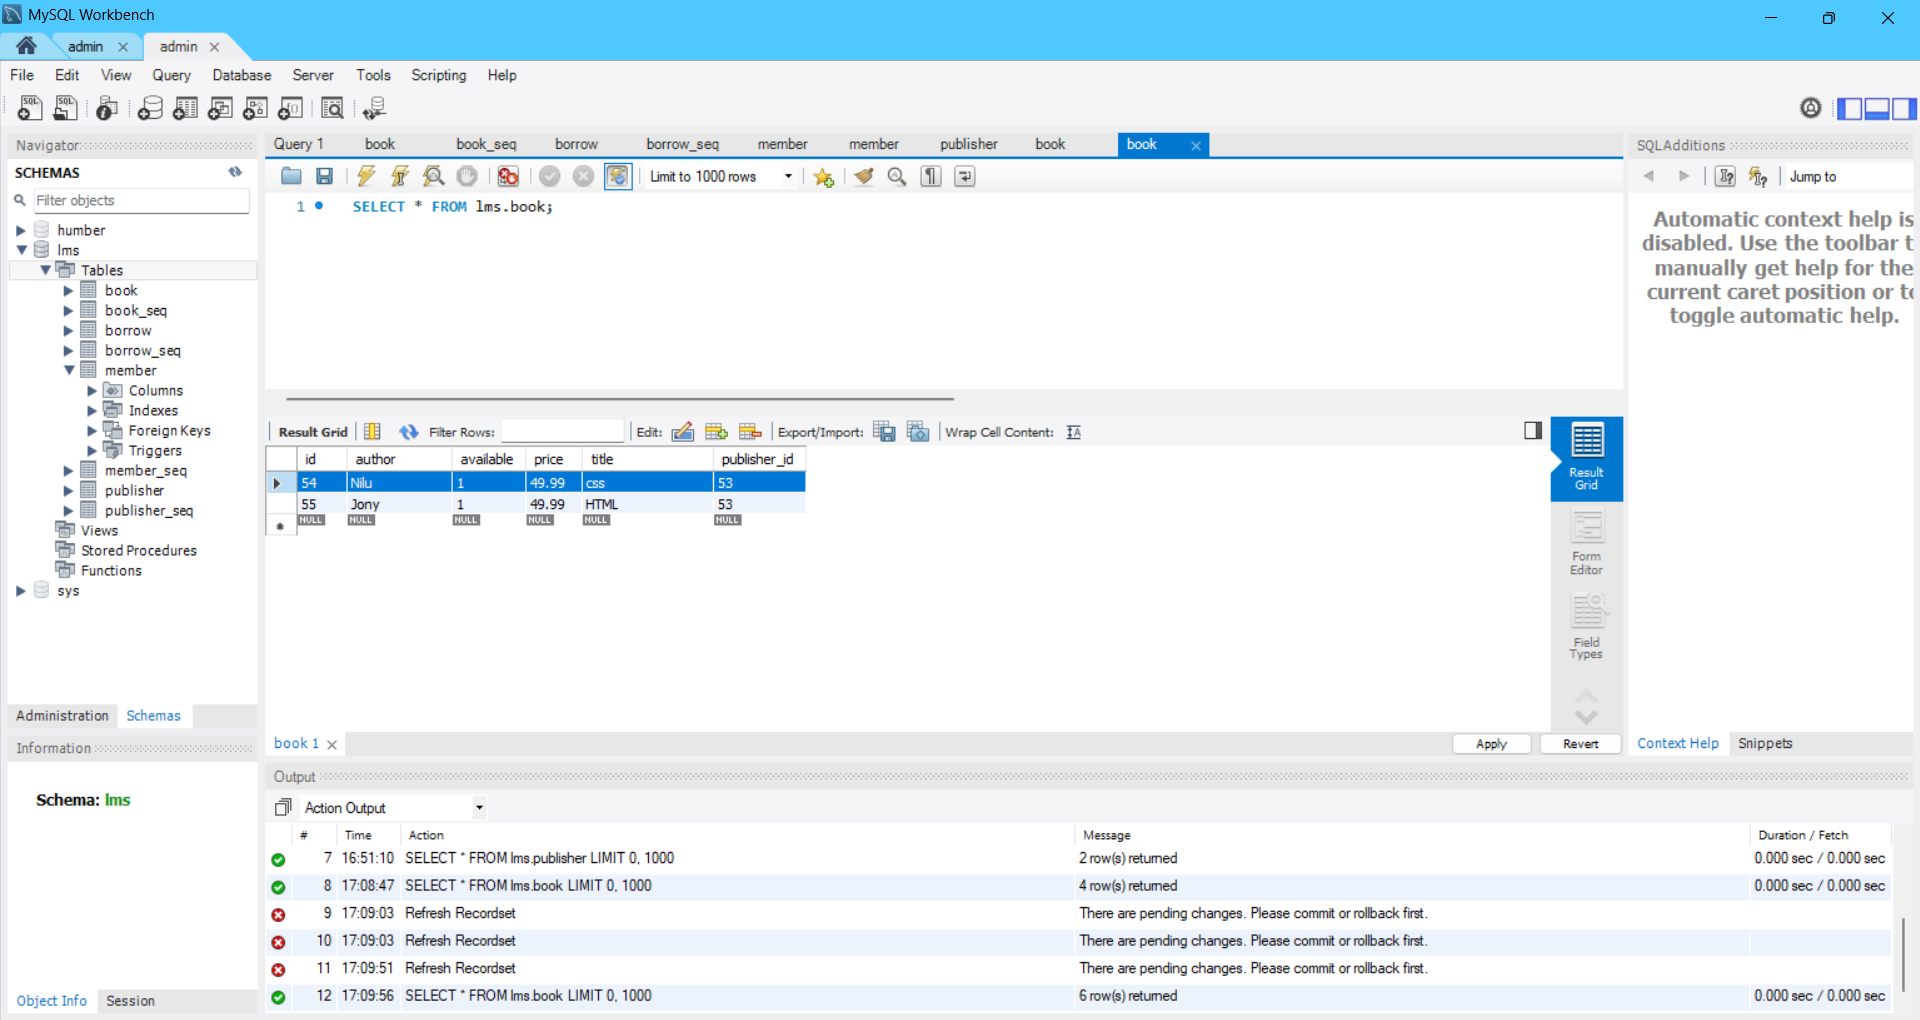 MySQL Workbench
admin
admin
File Edit View Query Database Server Tools Scripting Help
Navigator
SCHEMAS
Filter objects
humber
lms
Tables
book
book_seq
borrow
borrow_seq
member
Columns
Indexes
Foreign Keys
Triggers
member_seq
publisher
publisher_seq
Views
Stored Procedures
Functions
sys
Administration Schemas
Information
Schema: lms
Object Info Session
Query 1 book book_seq borrow borrow_seq member member publisher book book
Limit to 1000 rows
1 SELECT * FROM lms.book;
Result Grid Filter Rows: Edit: Export/Import: Wrap Cell Content:
id author available price title publisher_id
54 Nilu 1 49.99 css 53
55 Jony 1 49.99 HTML 53
NULL NULL NULL NULL NULL NULL
Result Grid
Form Editor
Field Types
book 1
Apply Revert
SQLAdditions
Jump to
Automatic context help is
disabled. Use the toolbar t
manually get help for the
current caret position or to
toggle automatic help.
Context Help Snippets
Output
Action Output
# Time Action Message Duration / Fetch
7 16:51:10 SELECT * FROM lms.publisher LIMIT 0, 1000 2 row(s) returned 0.000 sec / 0.000 sec
8 17:08:47 SELECT * FROM lms.book LIMIT 0, 1000 4 row(s) returned 0.000 sec / 0.000 sec
9 17:09:03 Refresh Recordset There are pending changes. Please commit or rollback first.
10 17:09:03 Refresh Recordset There are pending changes. Please commit or rollback first.
11 17:09:51 Refresh Recordset There are pending changes. Please commit or rollback first.
12 17:09:56 SELECT * FROM lms.book LIMIT 0, 1000 6 row(s) returned 0.000 sec / 0.000 sec